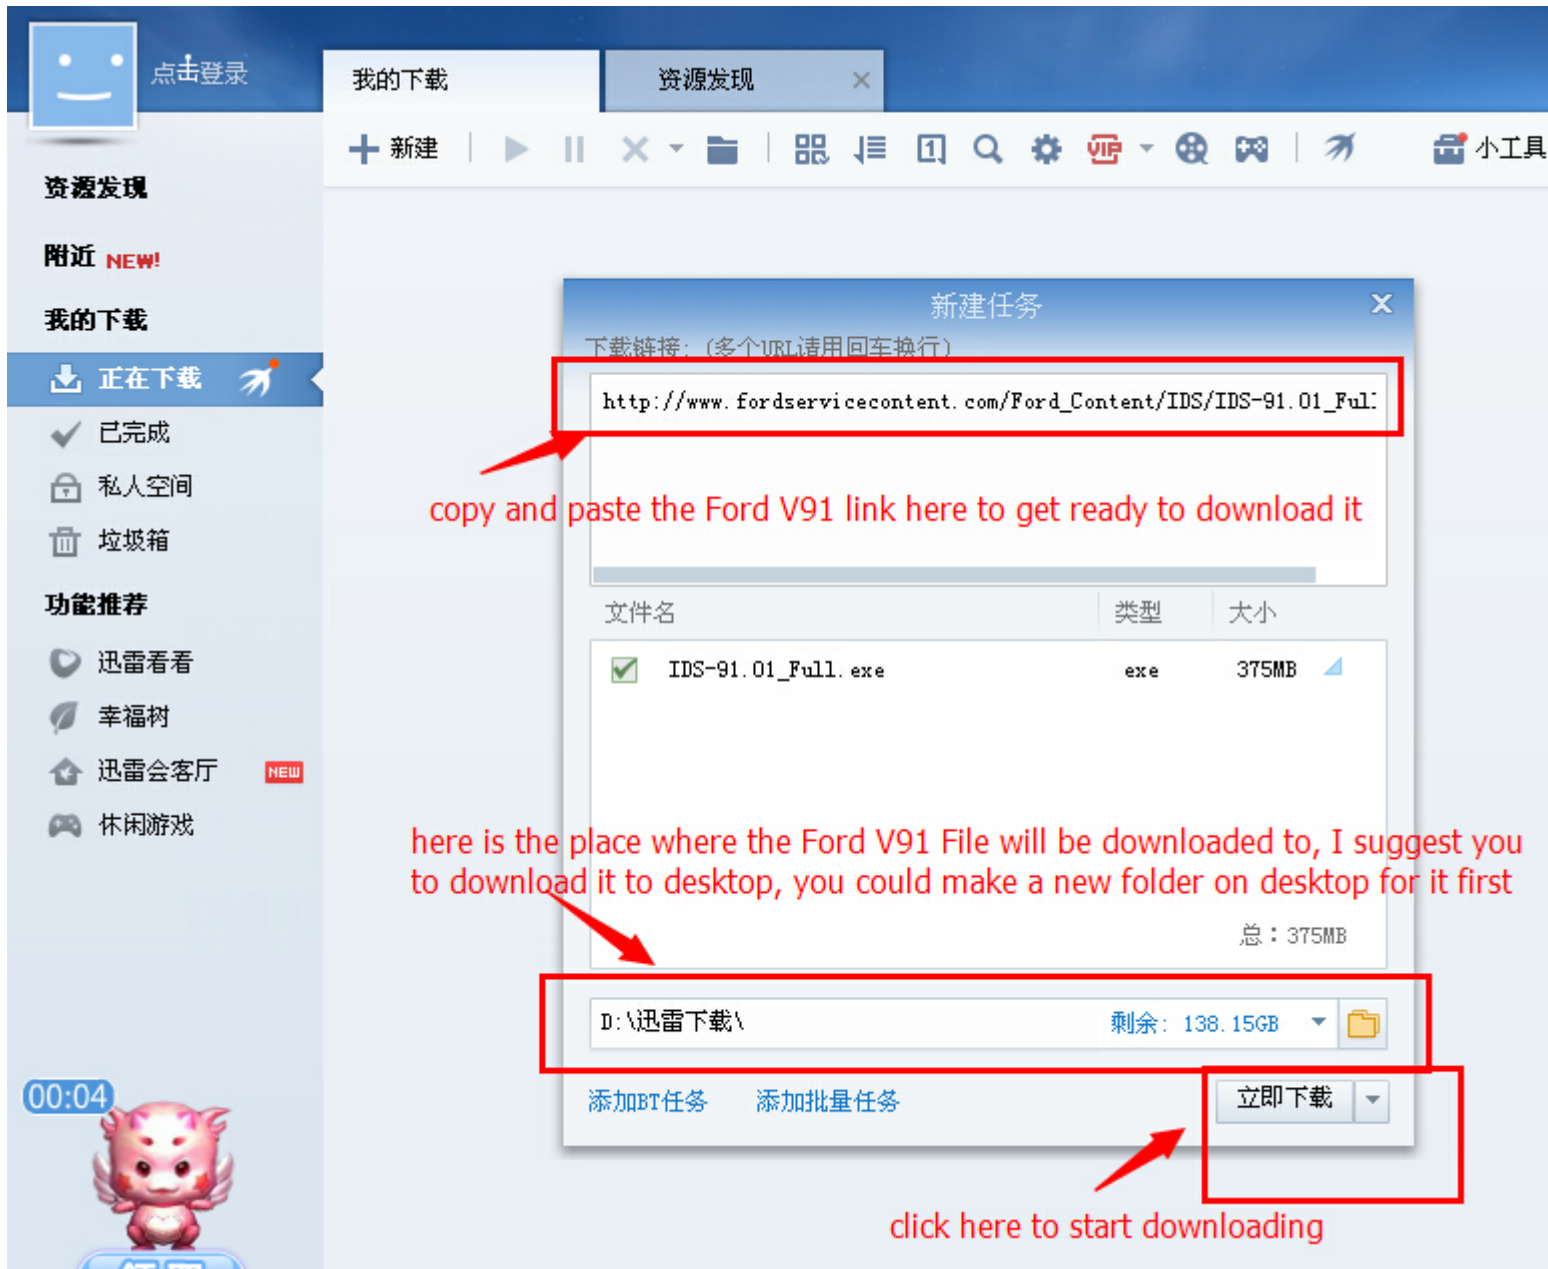 点击登录
我的下载
资源发现
新建
VIP
小工具
资源发现
附近 NEW!
我的下载
正在下载
已完成
私人空间
垃圾箱
功能推荐
迅雷看看
幸福树
迅雷会客厅 NEW
休闲游戏
00:04
新建任务
下载链接：(多个URL请用回车换行)
http://www.fordservicecontent.com/Ford_Content/IDS/IDS-91.01_Full
copy and paste the Ford V91 link here to get ready to download it
文件名 类型 大小
IDS-91.01_Full.exe exe 375MB
here is the place where the Ford V91 File will be downloaded to, I suggest you
to download it to desktop, you could make a new folder on desktop for it first
总：375MB
D:\迅雷下载\ 剩余：138.15GB
添加BT任务 添加批量任务 立即下载
click here to start downloading